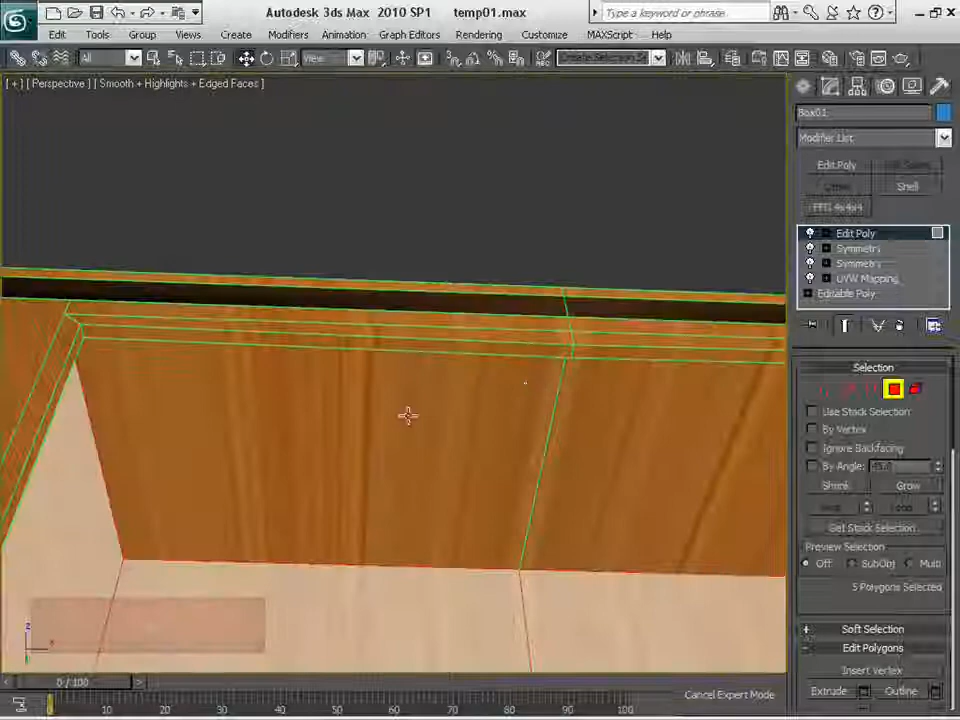 Autodesk 3ds Max 2010 SP1 temp01.max
Type a keyword or phrase
Edit Tools Group Views Create Modifiers Animation Graph Editors Rendering Customize MAXScript Help
All View
[ + ] [ Perspective ] [ Smooth + Highlights + Edged Faces ]
Box01
Modifier List
Edit Poly
Shell
FFD 4x4x4
Edit Poly
Symmetry
Symmetry
UVW Mapping
Editable Poly
Selection
Use Stack Selection
By Vertex
Ignore Backfacing
By Angle:
Shrink Grow
Loop
Get Stack Selection
Preview Selection
Off SubObj Multi
5 Polygons Selected
Soft Selection
Edit Polygons
Insert Vertex
Extrude Outline
z
x
0 / 100
Cancel Expert Mode
0 10 20 30 40 50 60 70 80 90 100